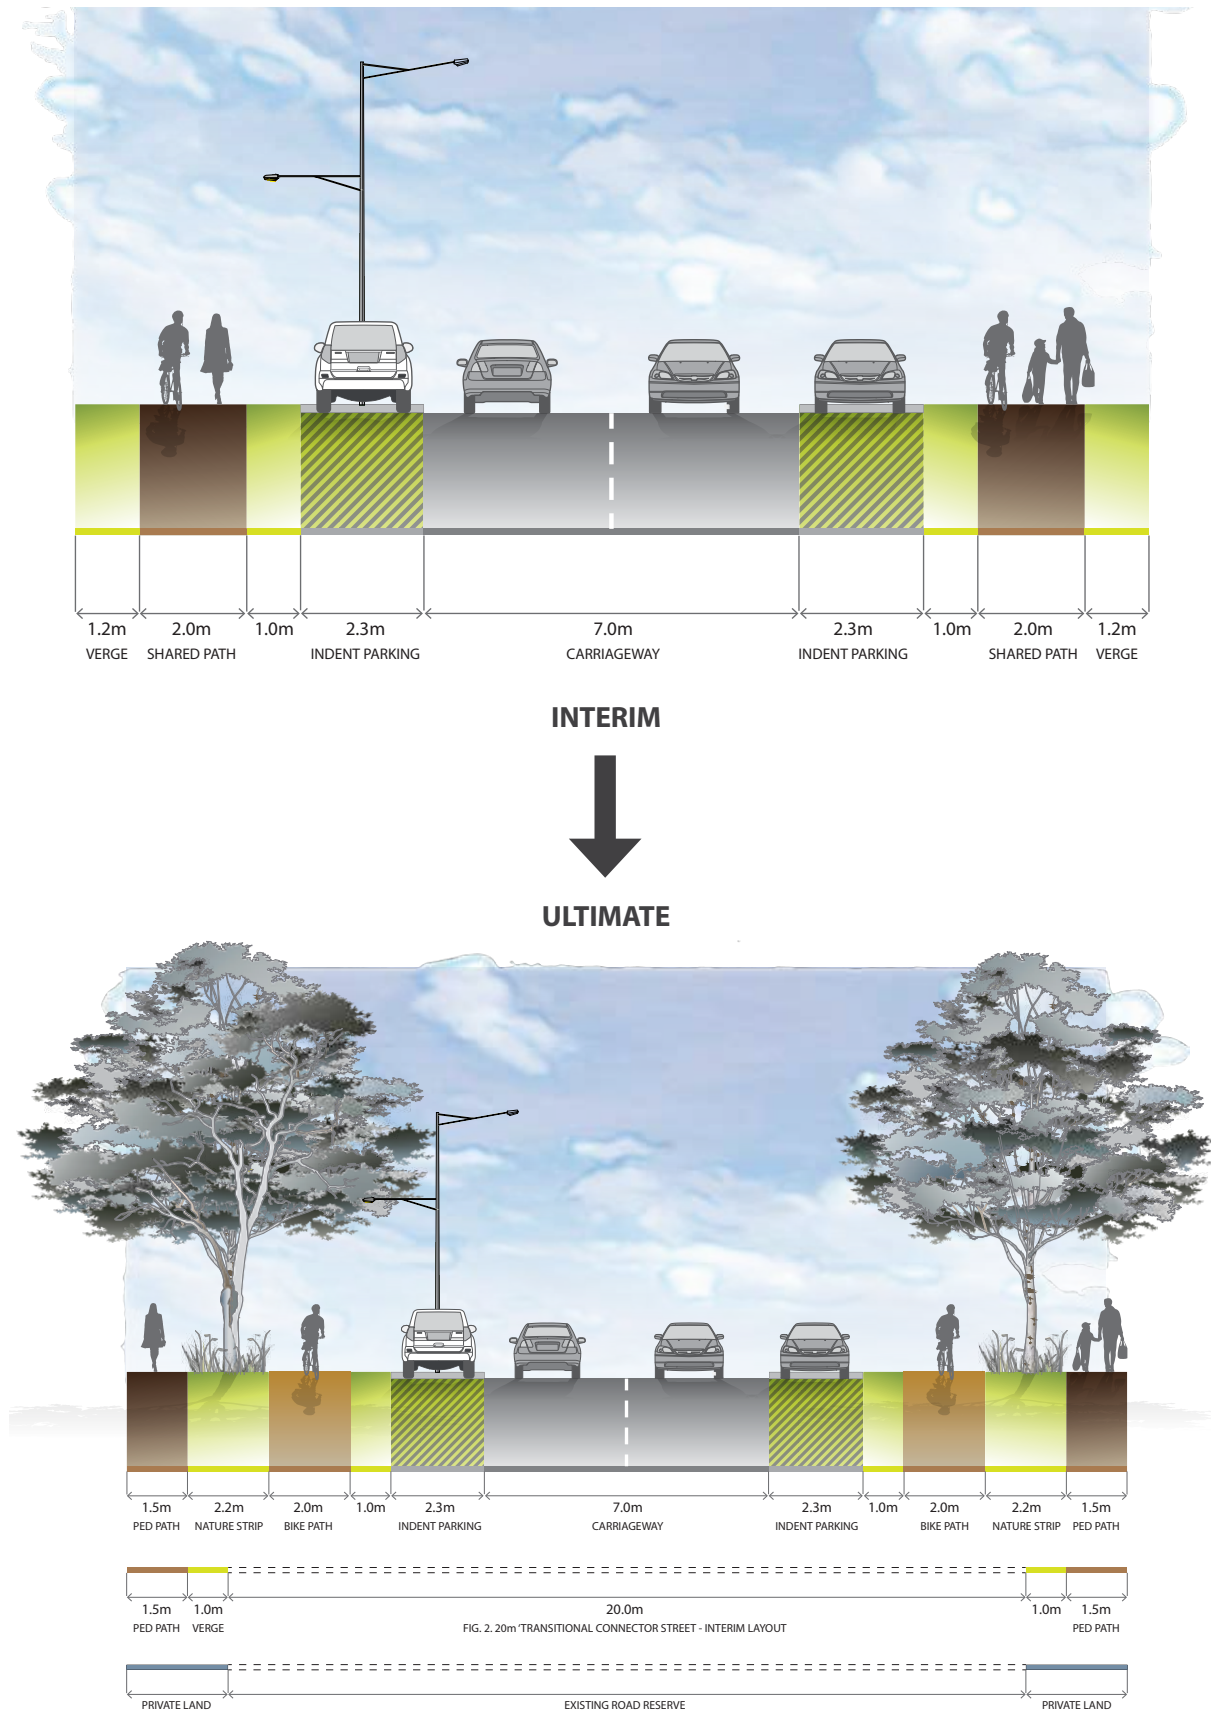 1.2m 2.0m 1.0m 2.3m 7.0m 2.3m 1.0m 2.0m 1.2m
VERGE SHARED PATH INDENT PARKING CARRIAGEWAY INDENT PARKING SHARED PATH VERGE
INTERIM
ULTIMATE
1.5m 2.2m 2.0m 1.0m 2.3m 7.0m 2.3m 1.0m 2.0m 2.2m 1.5m
PED PATH NATURE STRIP BIKE PATH INDENT PARKING CARRIAGEWAY INDENT PARKING BIKE PATH NATURE STRIP PED PATH
1.5m 1.0m 20.0m 1.0m 1.5m
PED PATH VERGE FIG. 2. 20m ‘TRANSITIONAL CONNECTOR STREET - INTERIM LAYOUT PED PATH
PRIVATE LAND EXISTING ROAD RESERVE PRIVATE LAND